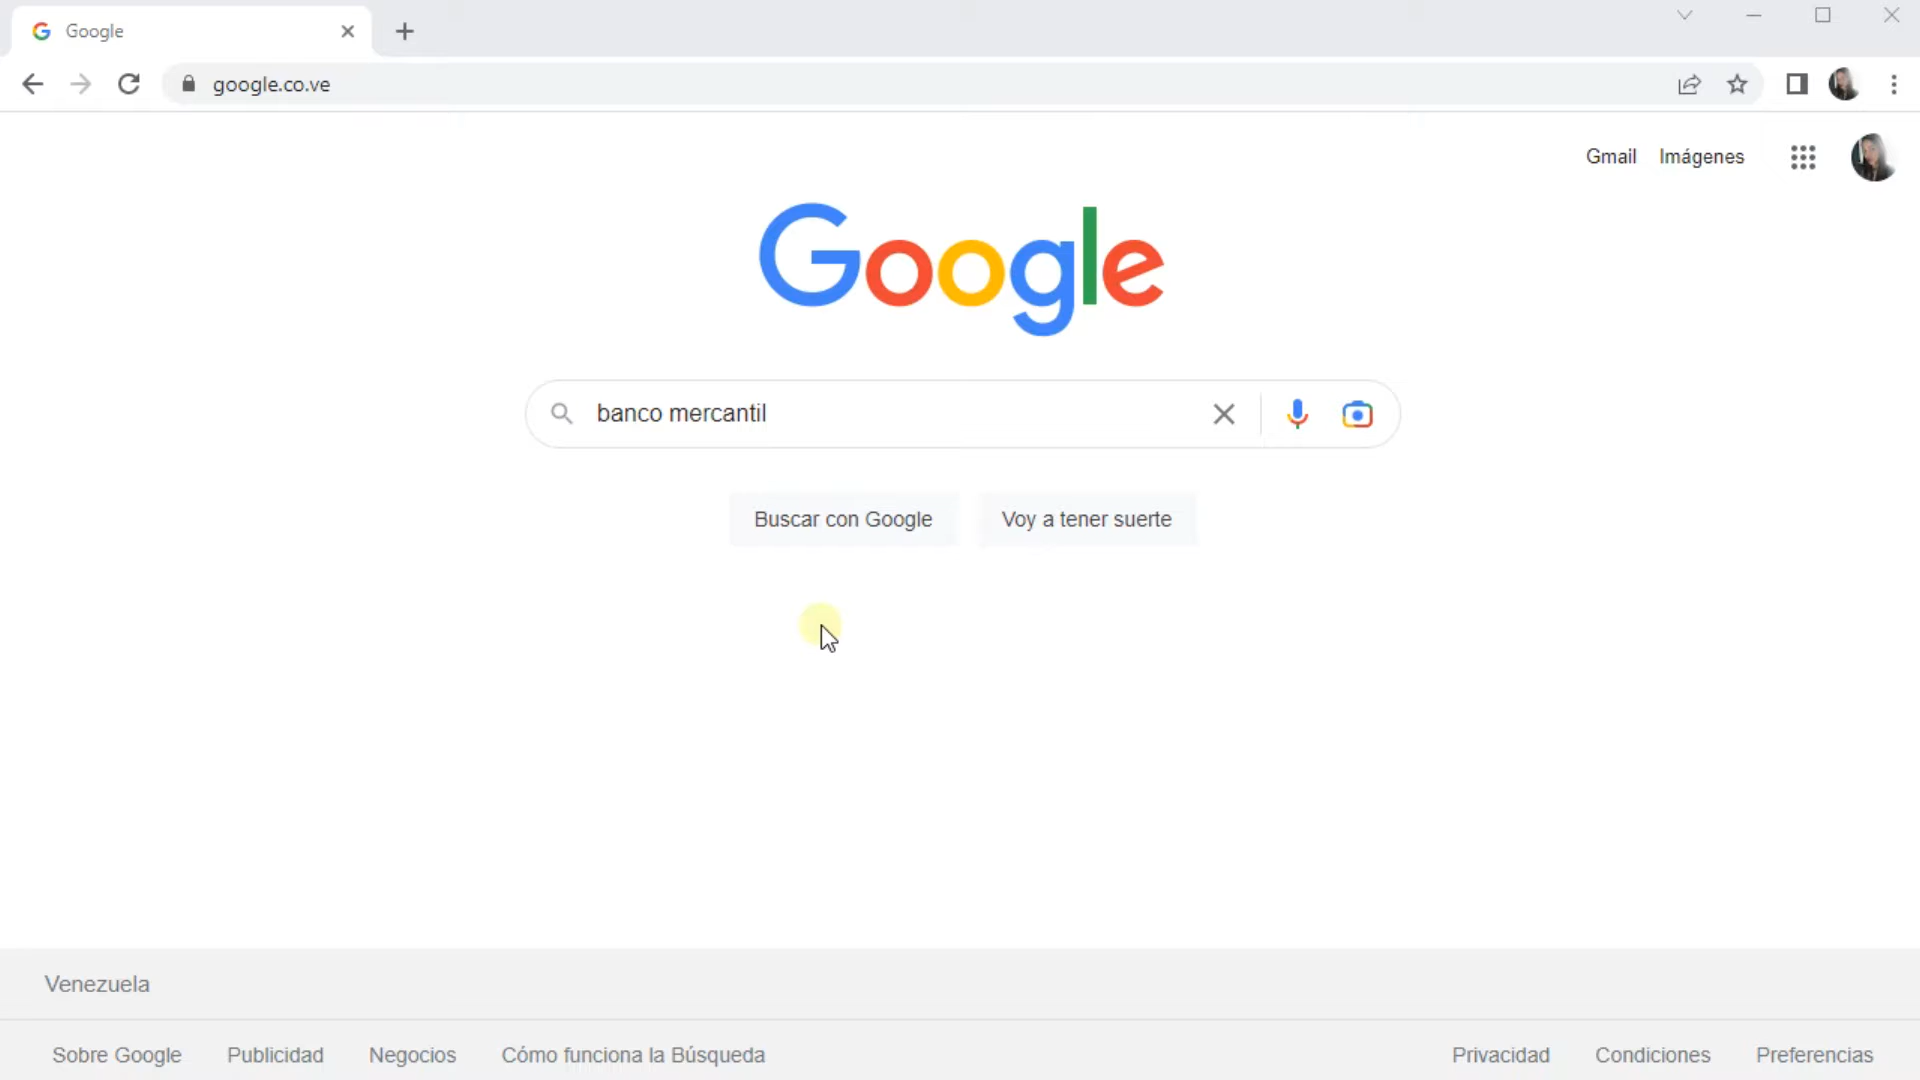 Google
google.co.ve
Gmail Imágenes
Google
banco mercantil
Buscar con Google Voy a tener suerte
Venezuela
Sobre Google Publicidad Negocios Cómo funciona la Búsqueda Privacidad Condiciones Preferencias